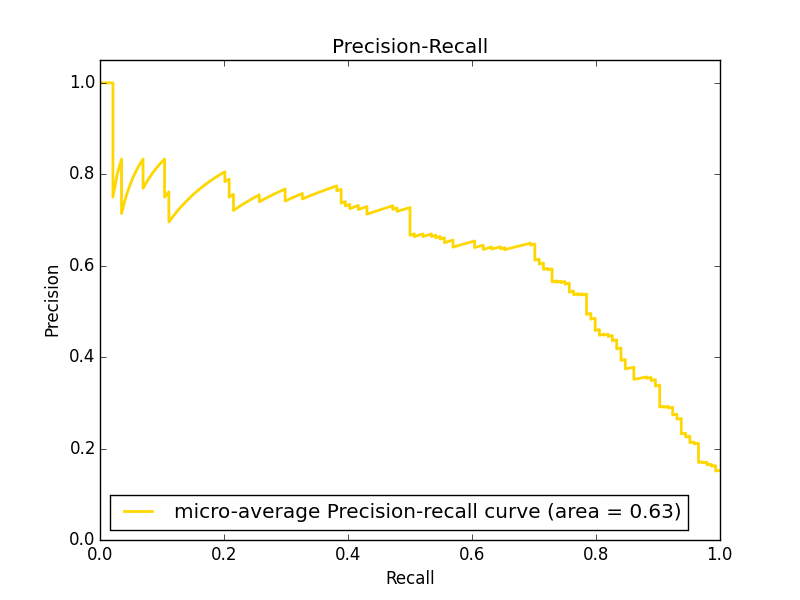 Precision-Recall
1.0
0.8
0.6
0.4
0.2
0.0
Precision
micro-average Precision-recall curve (area = 0.63)
0.0 0.2 0.4 0.6 0.8 1.0
Recall